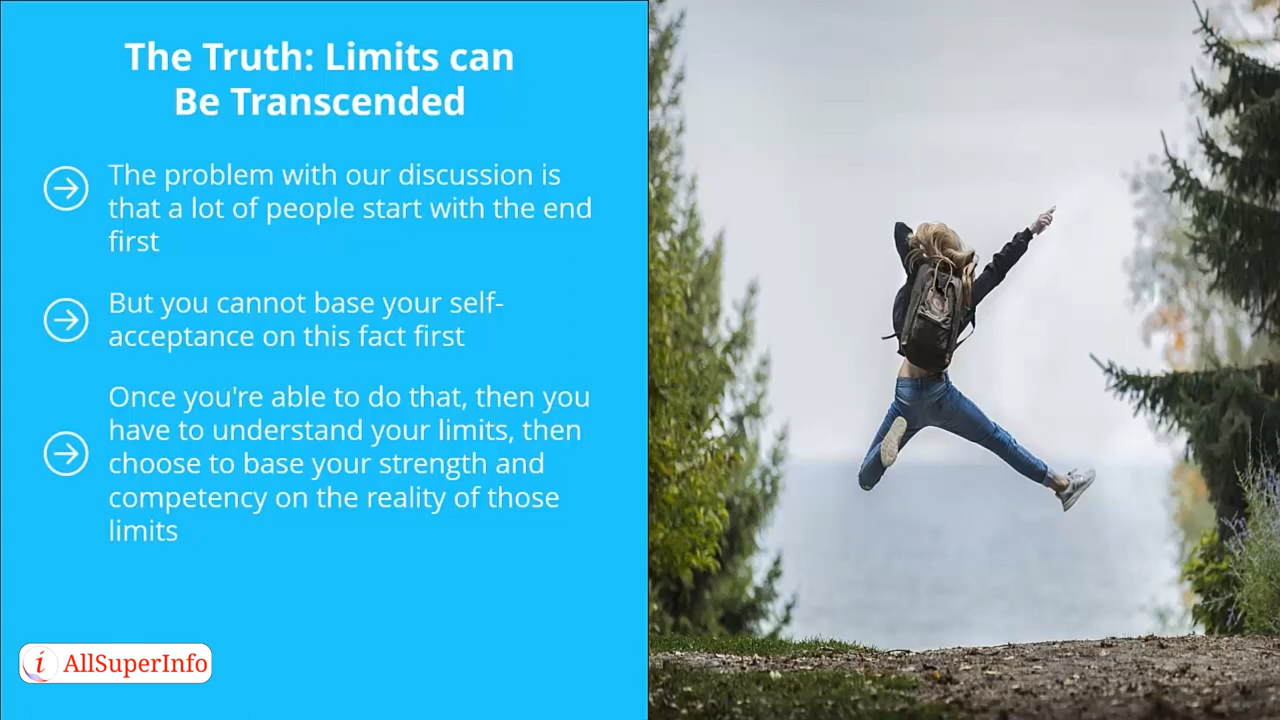 The Truth: Limits can
Be Transcended
The problem with our discussion is
that a lot of people start with the end
first
But you cannot base your self-
acceptance on this fact first
Once you're able to do that, then you
have to understand your limits, then
choose to base your strength and
competency on the reality of those
limits
i AllSuperInfo